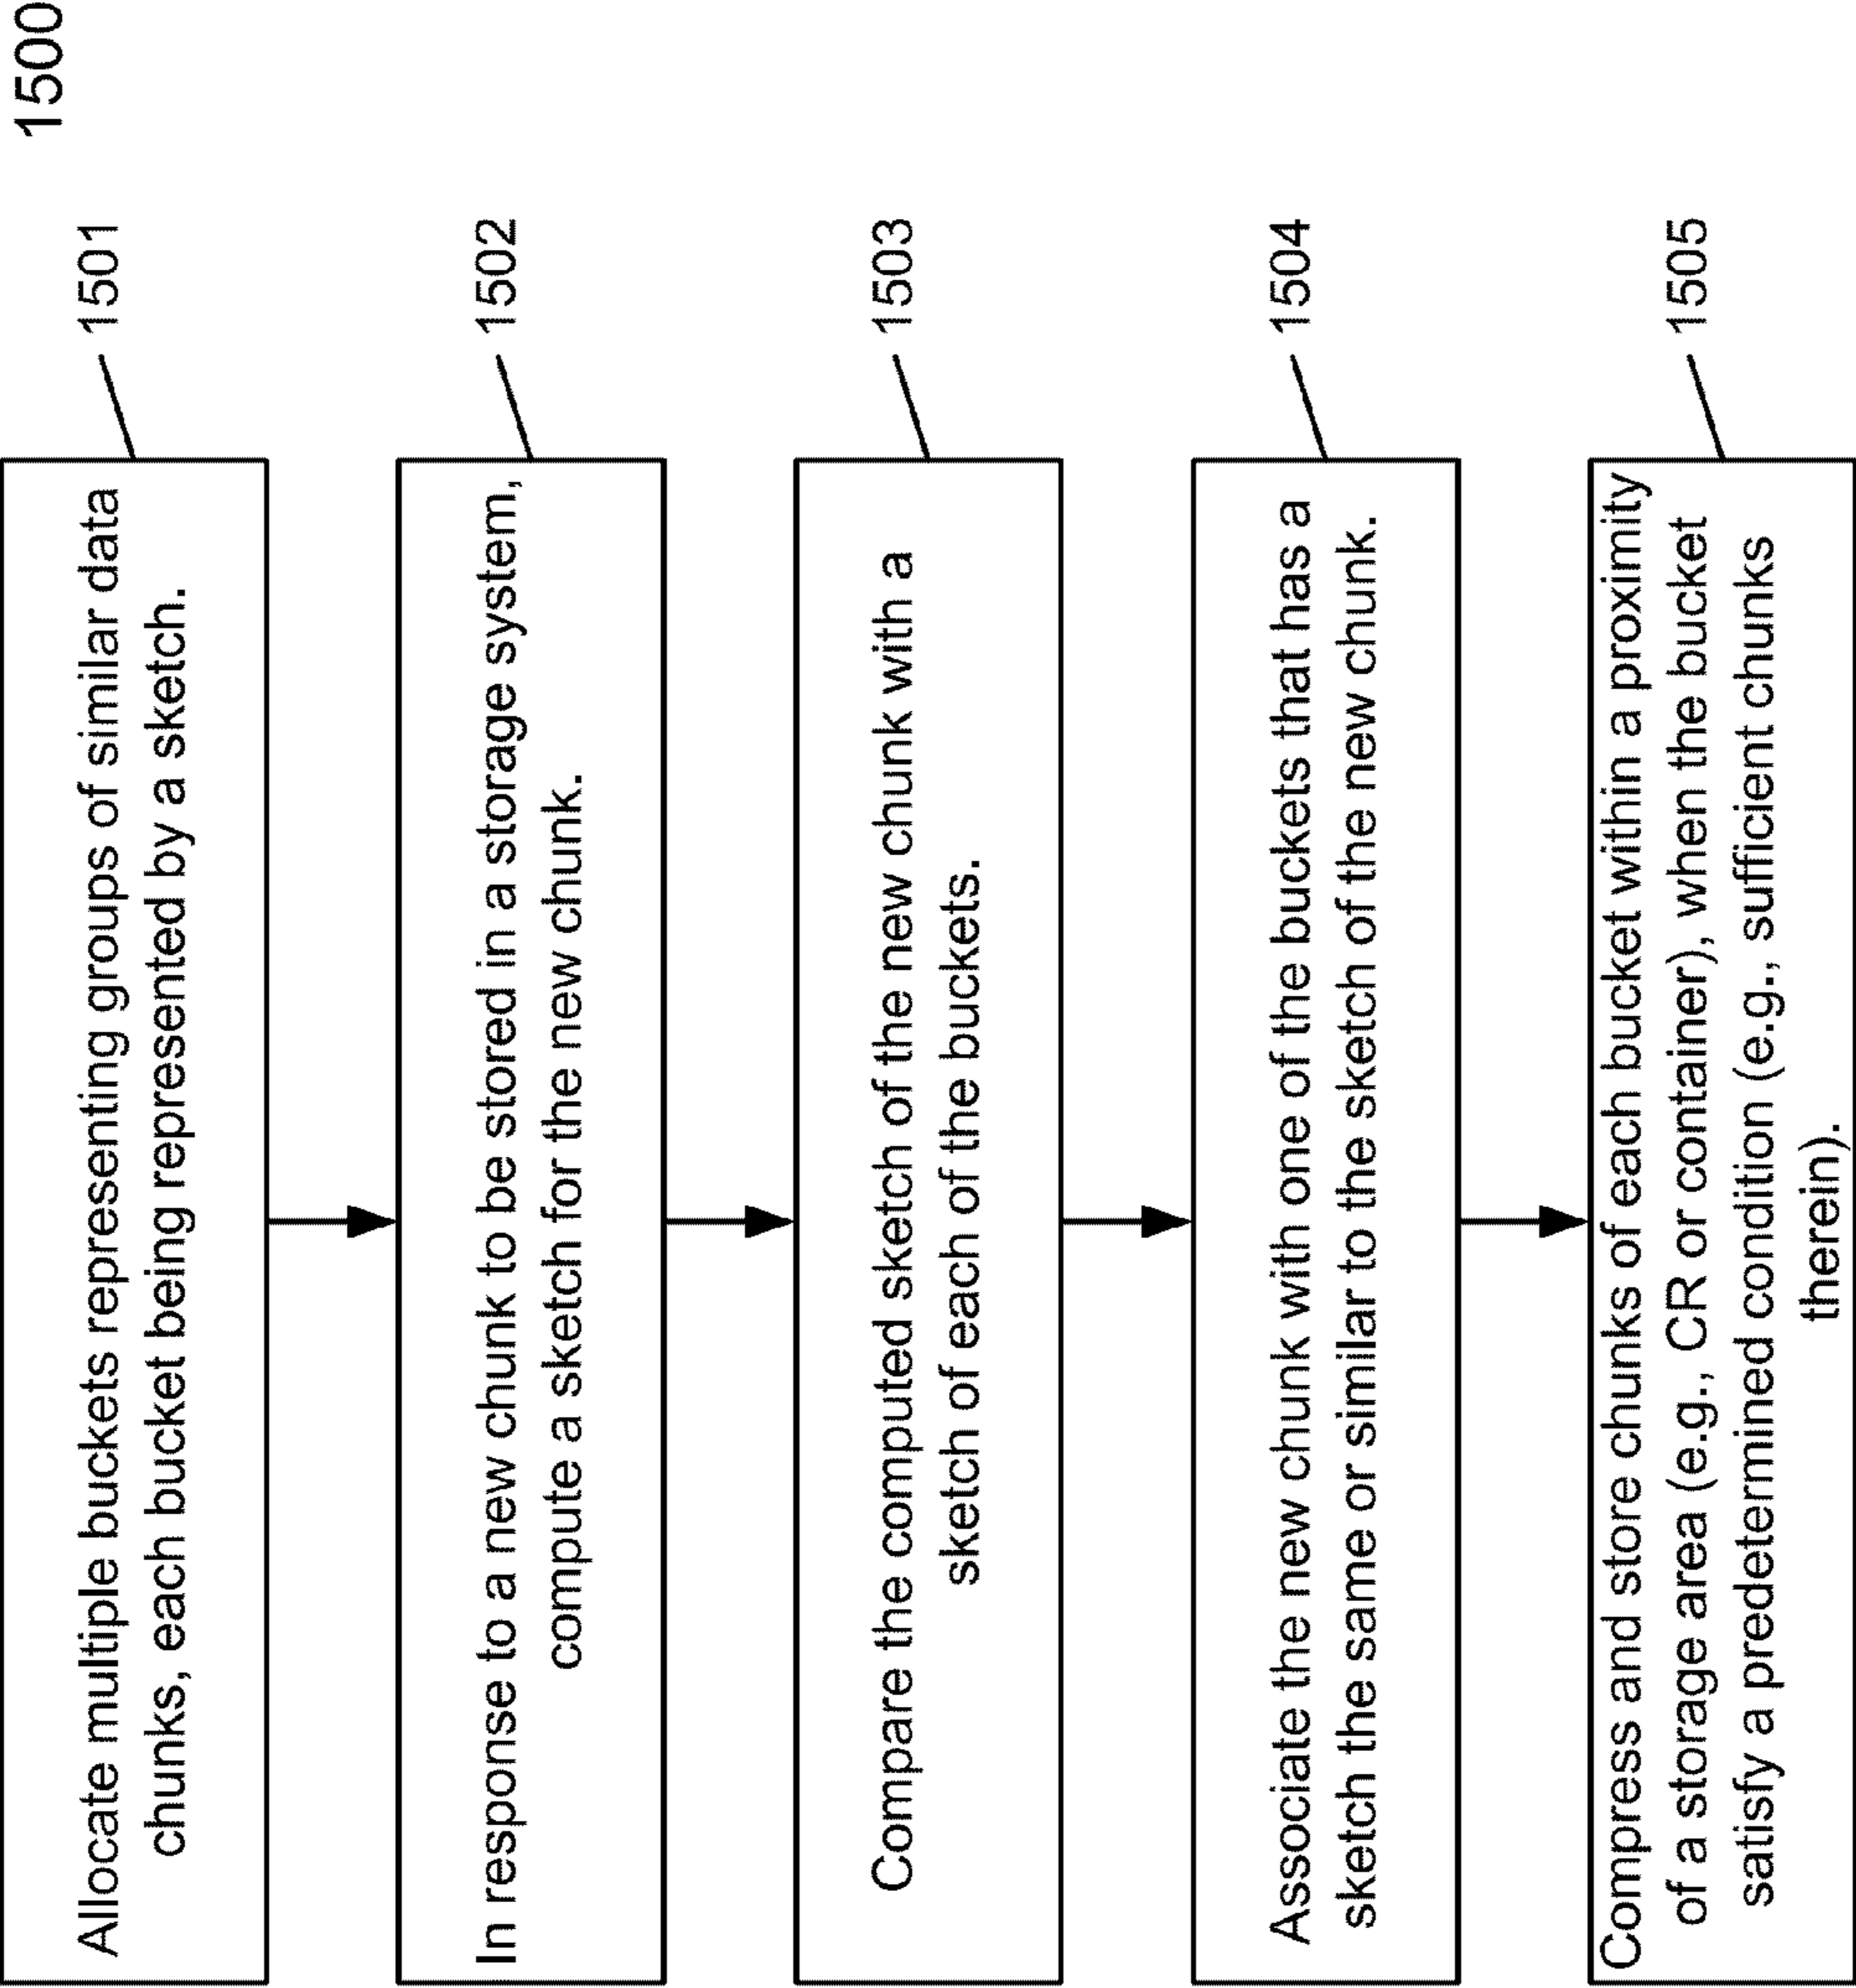 1500
Allocate multiple buckets representing groups of similar data
chunks, each bucket being represented by a sketch.
1501
In response to a new chunk to be stored in a storage system,
compute a sketch for the new chunk.
1502
Compare the computed sketch of the new chunk with a
sketch of each of the buckets.
1503
Associate the new chunk with one of the buckets that has a
sketch the same or similar to the sketch of the new chunk.
1504
Compress and store chunks of each bucket within a proximity
of a storage area (e.g., CR or container), when the bucket
satisfy a predetermined condition (e.g., sufficient chunks
therein).
1505